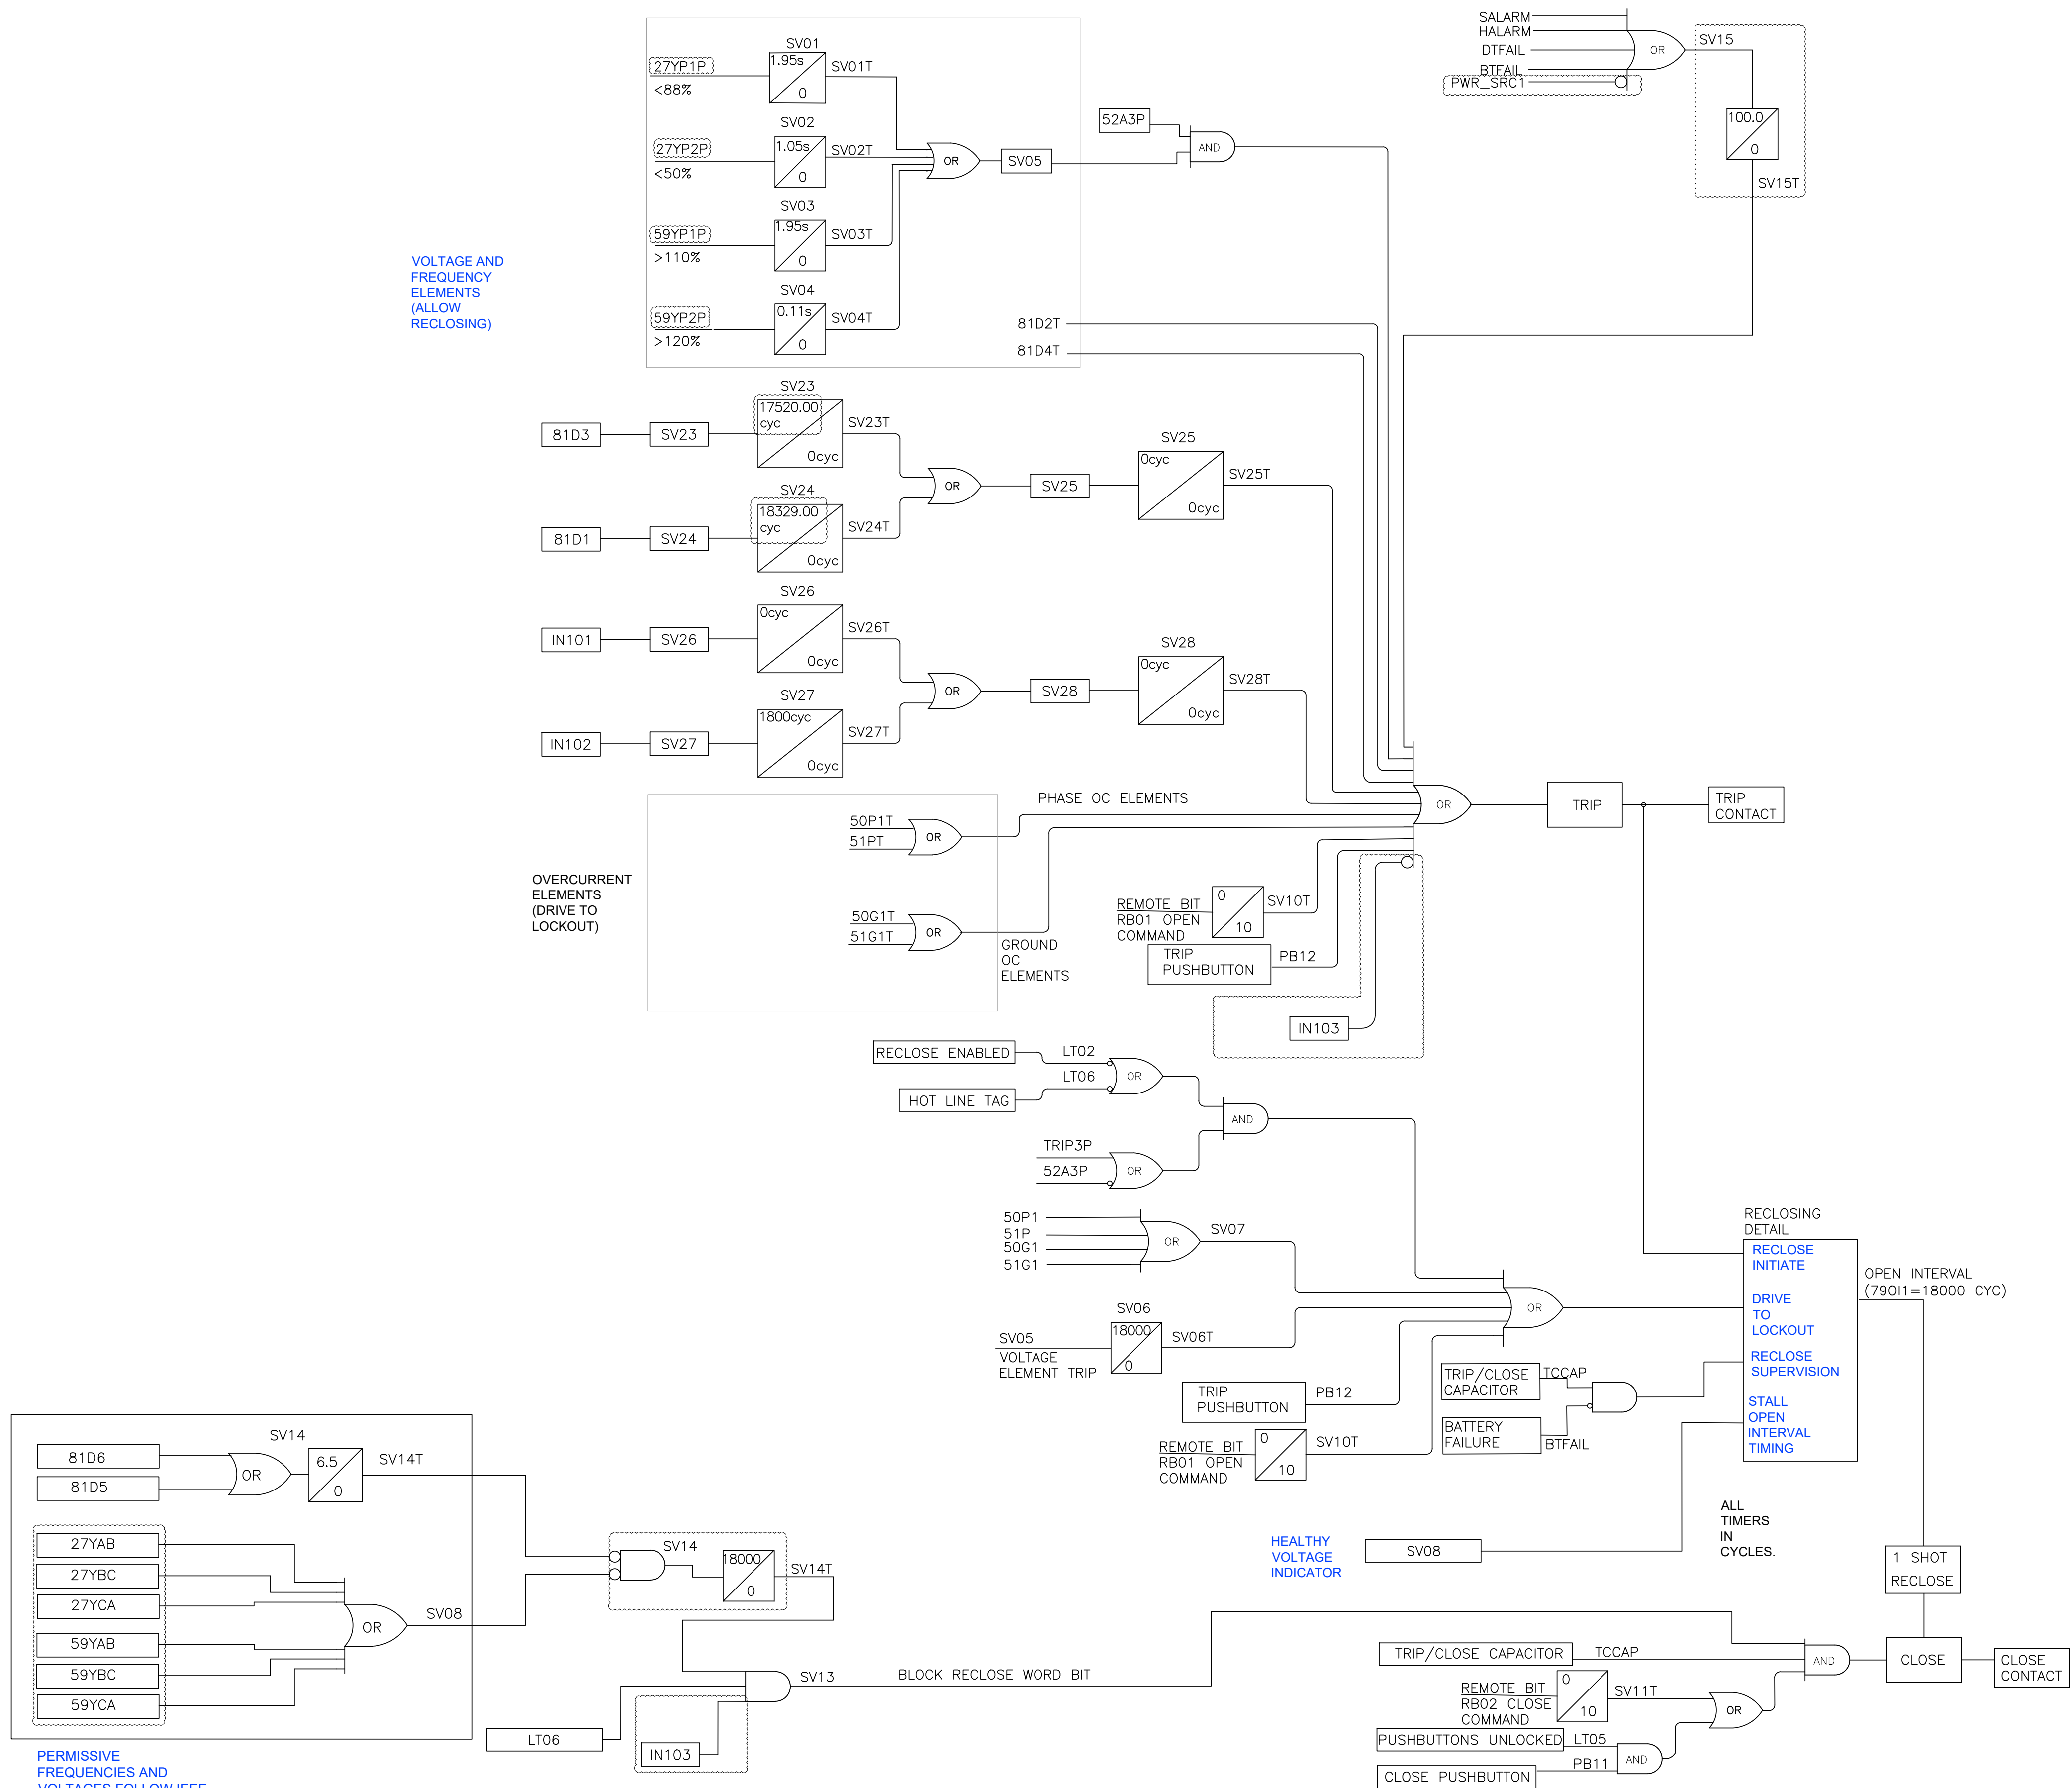 SV01
27YP1P
<88%
1.95s
0
SV01T
SV02
27YP2P
<50%
1.05s
0
SV02T
SV03
59YP1P
>110%
1.95s
0
SV03T
SV04
59YP2P
>120%
0.11s
0
SV04T
OR
SV05
81D2T
81D4T
VOLTAGE AND
FREQUENCY
ELEMENTS
(ALLOW
RECLOSING)
52A3P
AND
SALARM
HALARM
DTFAIL
BTFAIL
PWR_SRC1
OR
SV15
100.0
0
SV15T
81D3
SV23
SV23
17520.00
cyc
0cyc
SV23T
81D1
SV24
SV24
18329.00
cyc
0cyc
SV24T
OR
SV25
SV25
0cyc
0cyc
SV25T
IN101
SV26
SV26
0cyc
0cyc
SV26T
IN102
SV27
SV27
1800cyc
0cyc
SV27T
OR
SV28
SV28
0cyc
0cyc
SV28T
OVERCURRENT
ELEMENTS
(DRIVE TO
LOCKOUT)
50P1T
51PT
OR
PHASE OC ELEMENTS
50G1T
51G1T
OR
GROUND
OC
ELEMENTS
REMOTE BIT
RB01 OPEN
COMMAND
0
10
SV10T
TRIP
PUSHBUTTON
PB12
IN103
OR
TRIP
TRIP
CONTACT
RECLOSE ENABLED
LT02
HOT LINE TAG
LT06
OR
TRIP3P
52A3P
OR
AND
50P1
51P
50G1
51G1
OR
SV07
SV05
VOLTAGE
ELEMENT TRIP
SV06
18000
0
SV06T
TRIP
PUSHBUTTON
PB12
REMOTE BIT
RB01 OPEN
COMMAND
0
10
SV10T
OR
TRIP/CLOSE
CAPACITOR
TCCAP
BATTERY
FAILURE
BTFAIL
RECLOSING
DETAIL
RECLOSE
INITIATE
DRIVE
TO
LOCKOUT
RECLOSE
SUPERVISION
STALL
OPEN
INTERVAL
TIMING
OPEN INTERVAL
(79OI1=18000 CYC)
ALL
TIMERS
IN
CYCLES.
HEALTHY
VOLTAGE
INDICATOR
SV08
1 SHOT
RECLOSE
81D6
81D5
OR
SV14
6.5
0
SV14T
27YAB
27YBC
27YCA
59YAB
59YBC
59YCA
OR
SV08
SV14
18000
0
SV14T
LT06
IN103
SV13
BLOCK RECLOSE WORD BIT
TRIP/CLOSE CAPACITOR
TCCAP
REMOTE BIT
RB02 CLOSE
COMMAND
0
10
SV11T
PUSHBUTTONS UNLOCKED
LT05
CLOSE PUSHBUTTON
PB11
AND
OR
AND
CLOSE
CLOSE
CONTACT
PERMISSIVE
FREQUENCIES AND
VOLTAGES FOLLOW IEEE